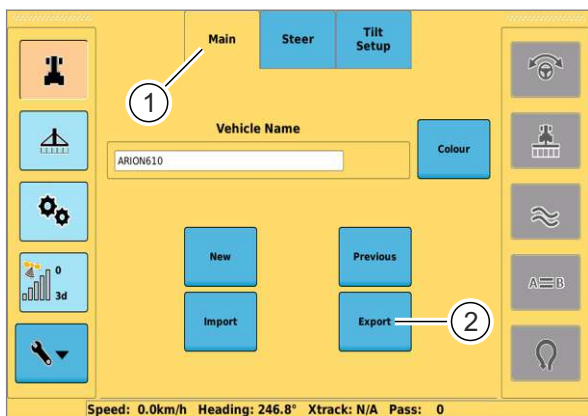 Main
Steer
Tilt
Setup
1
Vehicle Name
ARION610
Colour
0
3d
New
Previous
A B
Import
Export
2
Speed: 0.0km/h Heading: 246.8° Xtrack: N/A Pass: 0